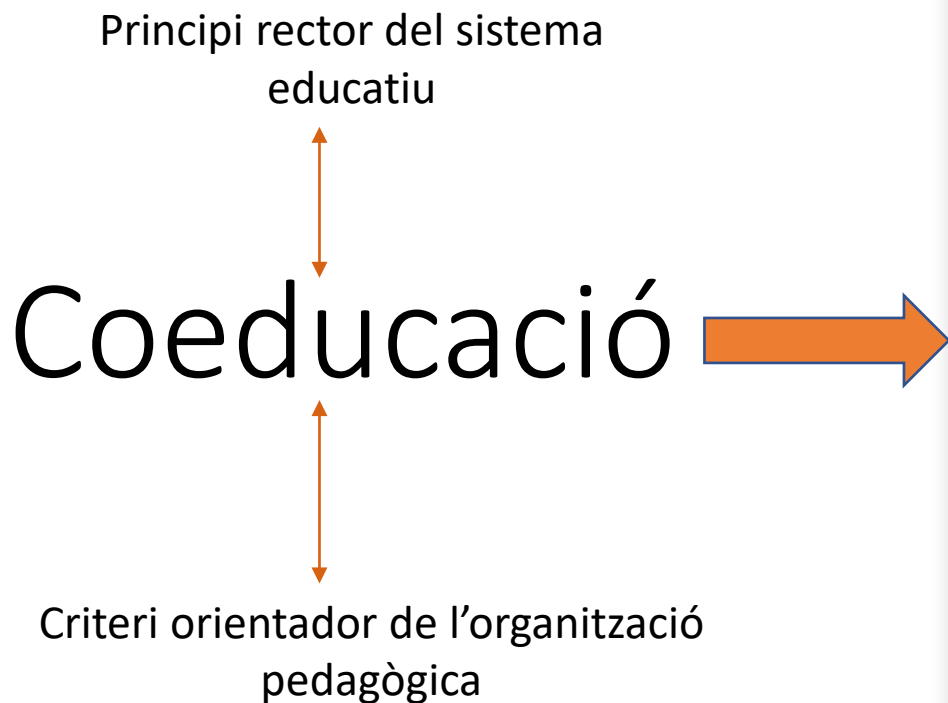 Principi rector del sistema
educatiu
Coeducació
Criteri orientador de l’organització
pedagògica